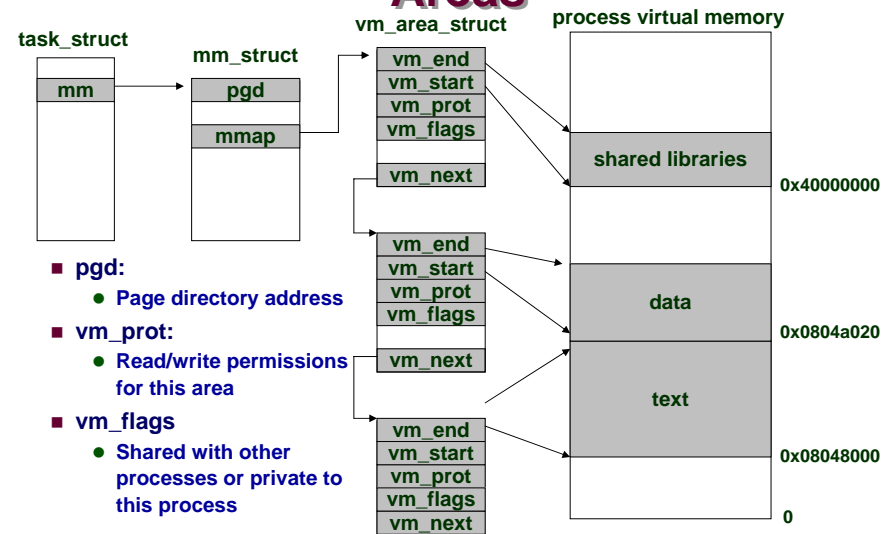 Areas
process virtual memory
vm_area_struct
task_struct
mm_struct
mm
pgd
mmap
vm_end
vm_start
vm_prot
vm_flags
vm_next
shared libraries
0x40000000
vm_end
vm_start
vm_prot
vm_flags
vm_next
data
0x0804a020
text
0x08048000
vm_end
vm_start
vm_prot
vm_flags
vm_next
0
pgd:
Page directory address
vm_prot:
Read/write permissions
for this area
vm_flags
Shared with other
processes or private to
this process